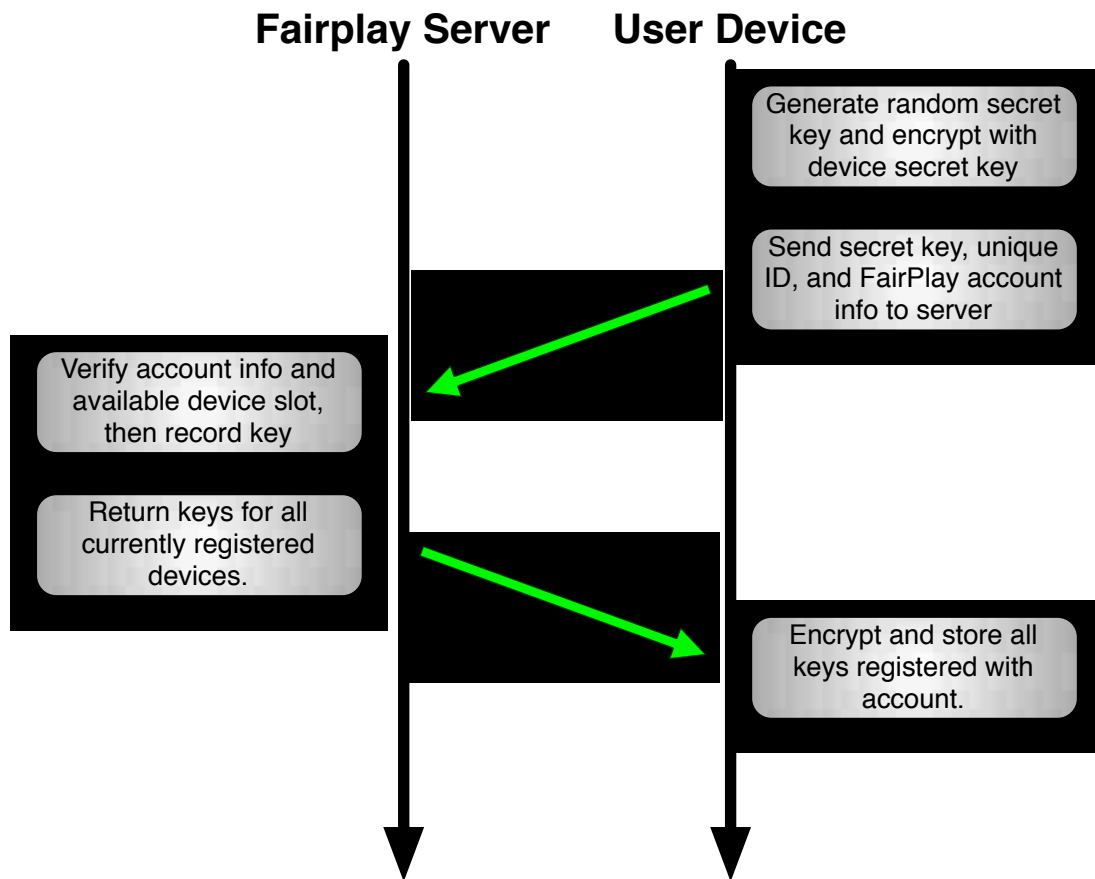 Fairplay Server User Device
Generate random secret
key and encrypt with
device secret key
Send secret key, unique
ID, and FairPlay account
info to server
Verify account info and
available device slot,
then record key
Return keys for all
currently registered
devices.
Encrypt and store all
keys registered with
account.